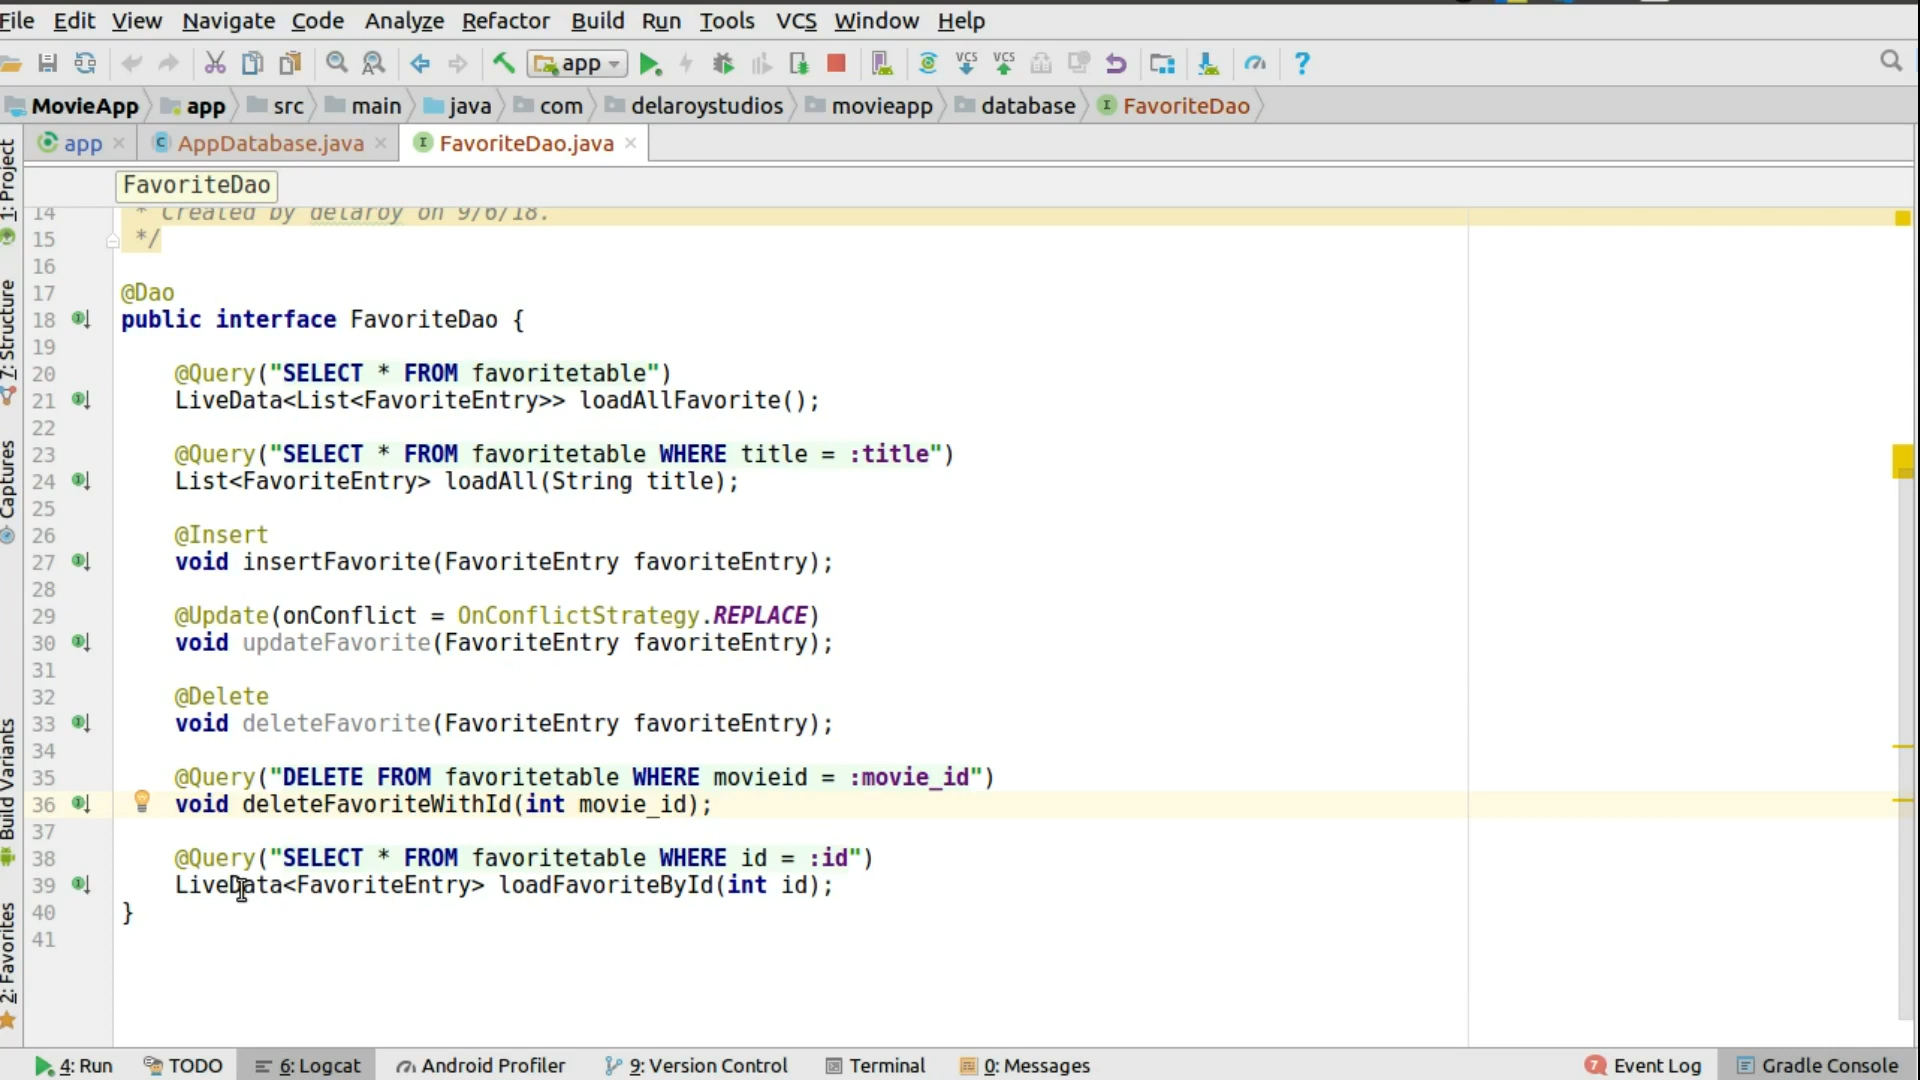 File Edit View Navigate Code Analyze Refactor Build Run Tools VCS Window Help
app VCS VCS ?
MovieApp app src main java com delaroystudios movieapp database FavoriteDao
app AppDatabase.java FavoriteDao.java
FavoriteDao
14 * Created by delaroy on 9/6/18.
15 */
16
17 @Dao
18 public interface FavoriteDao {
19
20 @Query("SELECT * FROM favoritetable")
21 LiveData<List<FavoriteEntry>> loadAllFavorite();
22
23 @Query("SELECT * FROM favoritetable WHERE title = :title")
24 List<FavoriteEntry> loadAll(String title);
25
26 @Insert
27 void insertFavorite(FavoriteEntry favoriteEntry);
28
29 @Update(onConflict = OnConflictStrategy.REPLACE)
30 void updateFavorite(FavoriteEntry favoriteEntry);
31
32 @Delete
33 void deleteFavorite(FavoriteEntry favoriteEntry);
34
35 @Query("DELETE FROM favoritetable WHERE movieid = :movie_id")
36 void deleteFavoriteWithId(int movie_id);
37
38 @Query("SELECT * FROM favoritetable WHERE id = :id")
39 LiveData<FavoriteEntry> loadFavoriteById(int id);
40 }
41
1: Project
7: Structure
Captures
Build Variants
2: Favorites
4: Run TODO 6: Logcat Android Profiler 9: Version Control Terminal 0: Messages 7 Event Log Gradle Console